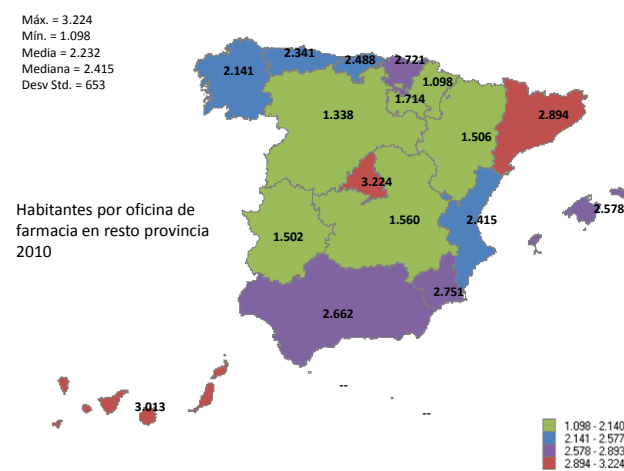 Máx. = 3.224
Mín. = 1.098
Media = 2.232
Mediana = 2.415
Desv Std. = 653
2.141
2.341
2.488
2.721
1.098
1.714
1.338
1.506
2.894
3.224
Habitantes por oficina de
farmacia en resto provincia
2010
1.502
1.560
2.415
2.578
2.751
2.662
3.013
--
--
1.098 - 2.140
2.141 - 2.577
2.578 - 2.893
2.894 - 3.224